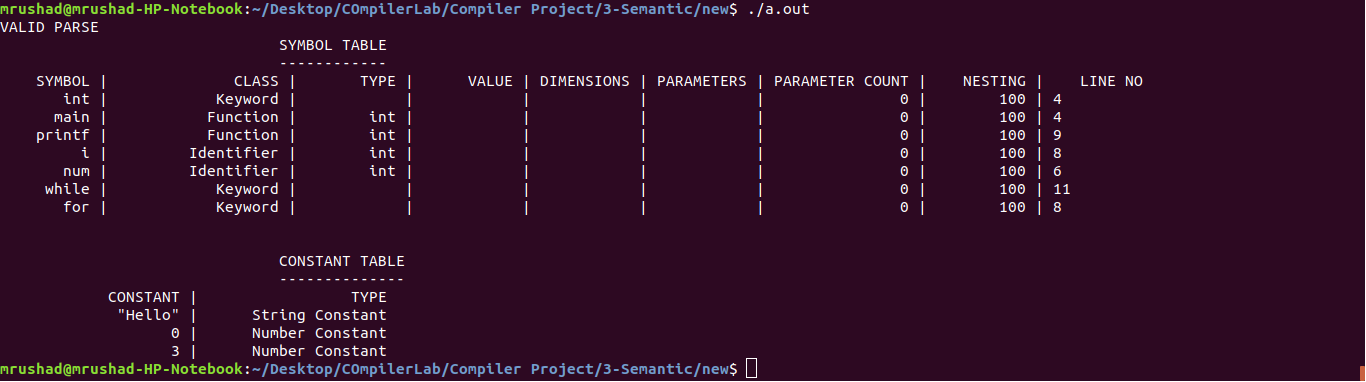 mrushad@mrushad-HP-Notebook:~/Desktop/COmpilerLab/Compiler Project/3-Semantic/new$ ./a.out
VALID PARSE
SYMBOL TABLE
------------
SYMBOL | CLASS | TYPE | VALUE | DIMENSIONS | PARAMETERS | PARAMETER COUNT | NESTING | LINE NO
int | Keyword | | | | | 0 | 100 | 4
main | Function | int | | | | 0 | 100 | 4
printf | Function | int | | | | 0 | 100 | 9
i | Identifier | int | | | | 0 | 100 | 8
num | Identifier | int | | | | 0 | 100 | 6
while | Keyword | | | | | 0 | 100 | 11
for | Keyword | | | | | 0 | 100 | 8
CONSTANT TABLE
--------------
CONSTANT | TYPE
"Hello" | String Constant
0 | Number Constant
3 | Number Constant
mrushad@mrushad-HP-Notebook:~/Desktop/COmpilerLab/Compiler Project/3-Semantic/new$